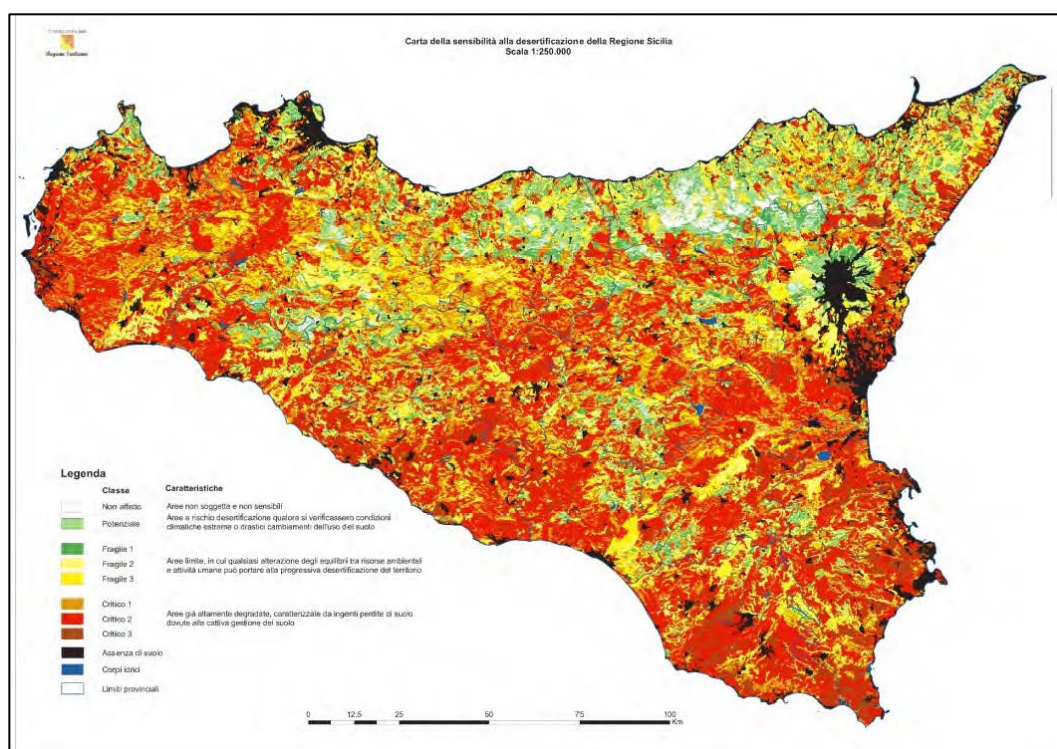 Regione Siciliana
Carta della sensibilità alla desertificazione della Regione Sicilia
Scala 1:250.000
Legenda
Classe Caratteristiche
Non affetto Aree non soggette e non sensibili
Potenziale Aree a rischio desertificazione qualora si verificassero condizioni
climatiche estreme o drastici cambiamenti dell'uso del suolo
Fragile 1
Fragile 2 Aree limite, in cui qualsiasi alterazione degli equilibri tra risorse ambientali
Fragile 3 e attività umane può portare alla progressiva desertificazione del territorio
Critico 1
Critico 2 Aree già altamente degradate, caratterizzate da ingenti perdite di suolo
Critico 3 dovute alla cattiva gestione del suolo
Assenza di suolo
Corpi idrici
Limiti provinciali
0 12,5 25 50 75 100
Km